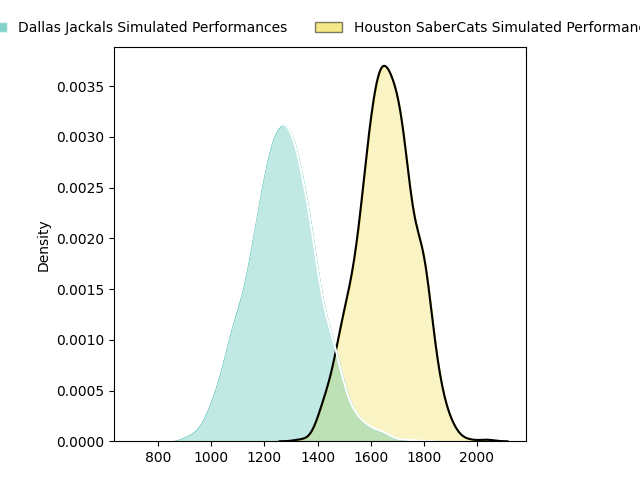 Dallas Jackals Simulated Performances
Houston SaberCats Simulated Performan
Density
0.0035
0.0030
0.0025
0.0020
0.0015
0.0010
0.0005
0.0000
800 1000 1200 1400 1600 1800 2000